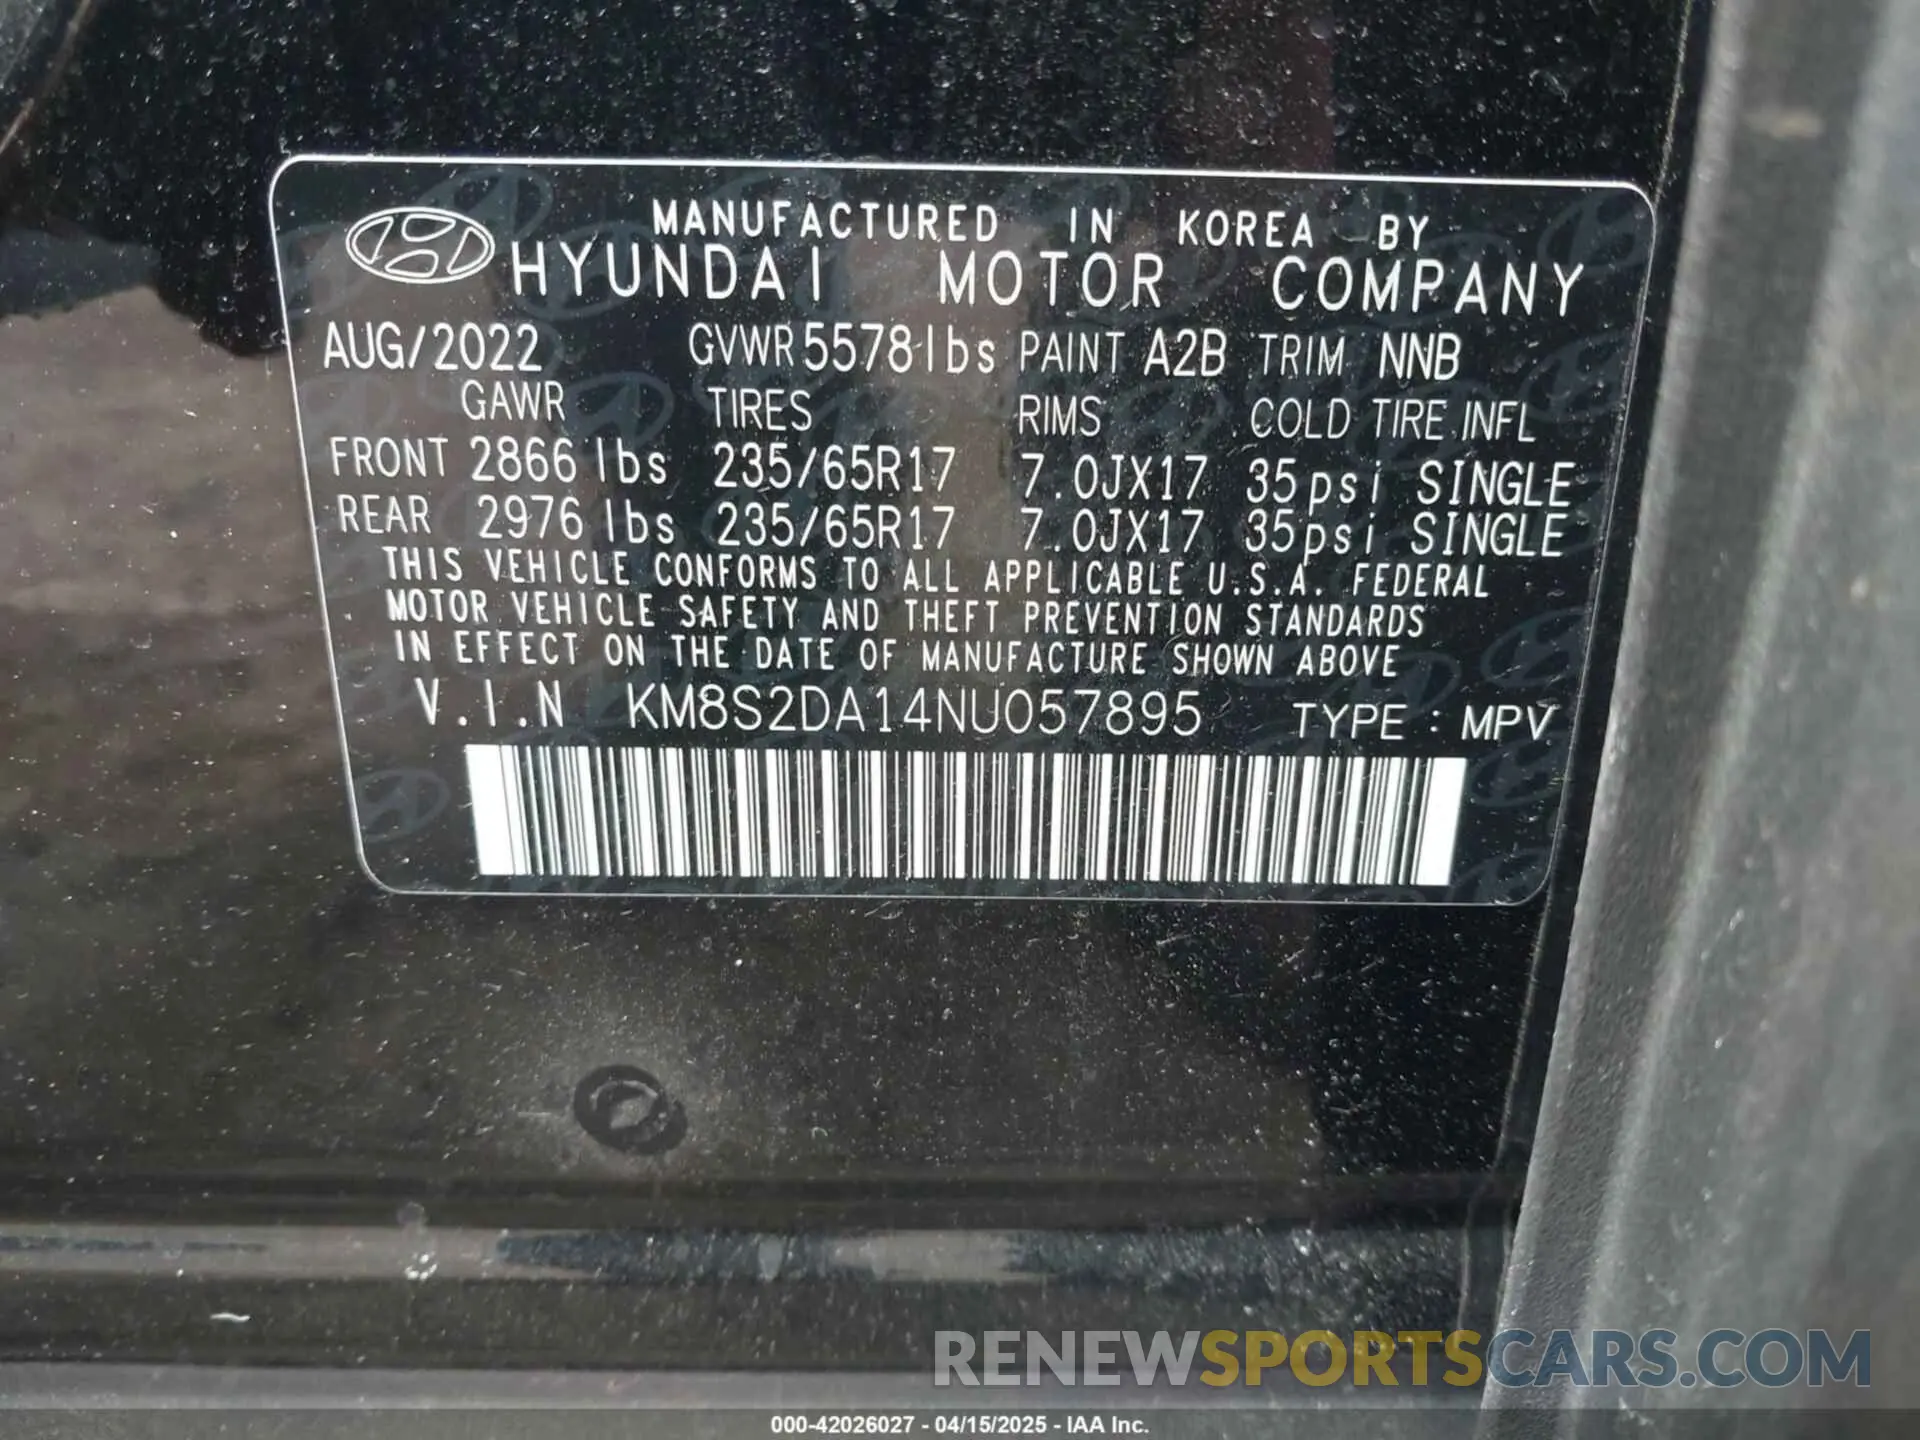 MANUFACTURED IN KOREA BY
HYUNDAI MOTOR COMPANY
AUG/2022 GVWR 5578 lbs PAINT A2B TRIM NNB
GAWR TIRES RIMS COLD TIRE INFL
FRONT 2866 lbs 235/65R17 7.0JX17 35psi SINGLE
REAR 2976 lbs 235/65R17 7.0JX17 35psi SINGLE
THIS VEHICLE CONFORMS TO ALL APPLICABLE U.S.A. FEDERAL
MOTOR VEHICLE SAFETY AND THEFT PREVENTION STANDARDS
IN EFFECT ON THE DATE OF MANUFACTURE SHOWN ABOVE
V.I.N KM8S2DA14NU057895 TYPE : MPV
RENEWSPORTSCARS.COM
000-42026027 - 04/15/2025 - IAA Inc.